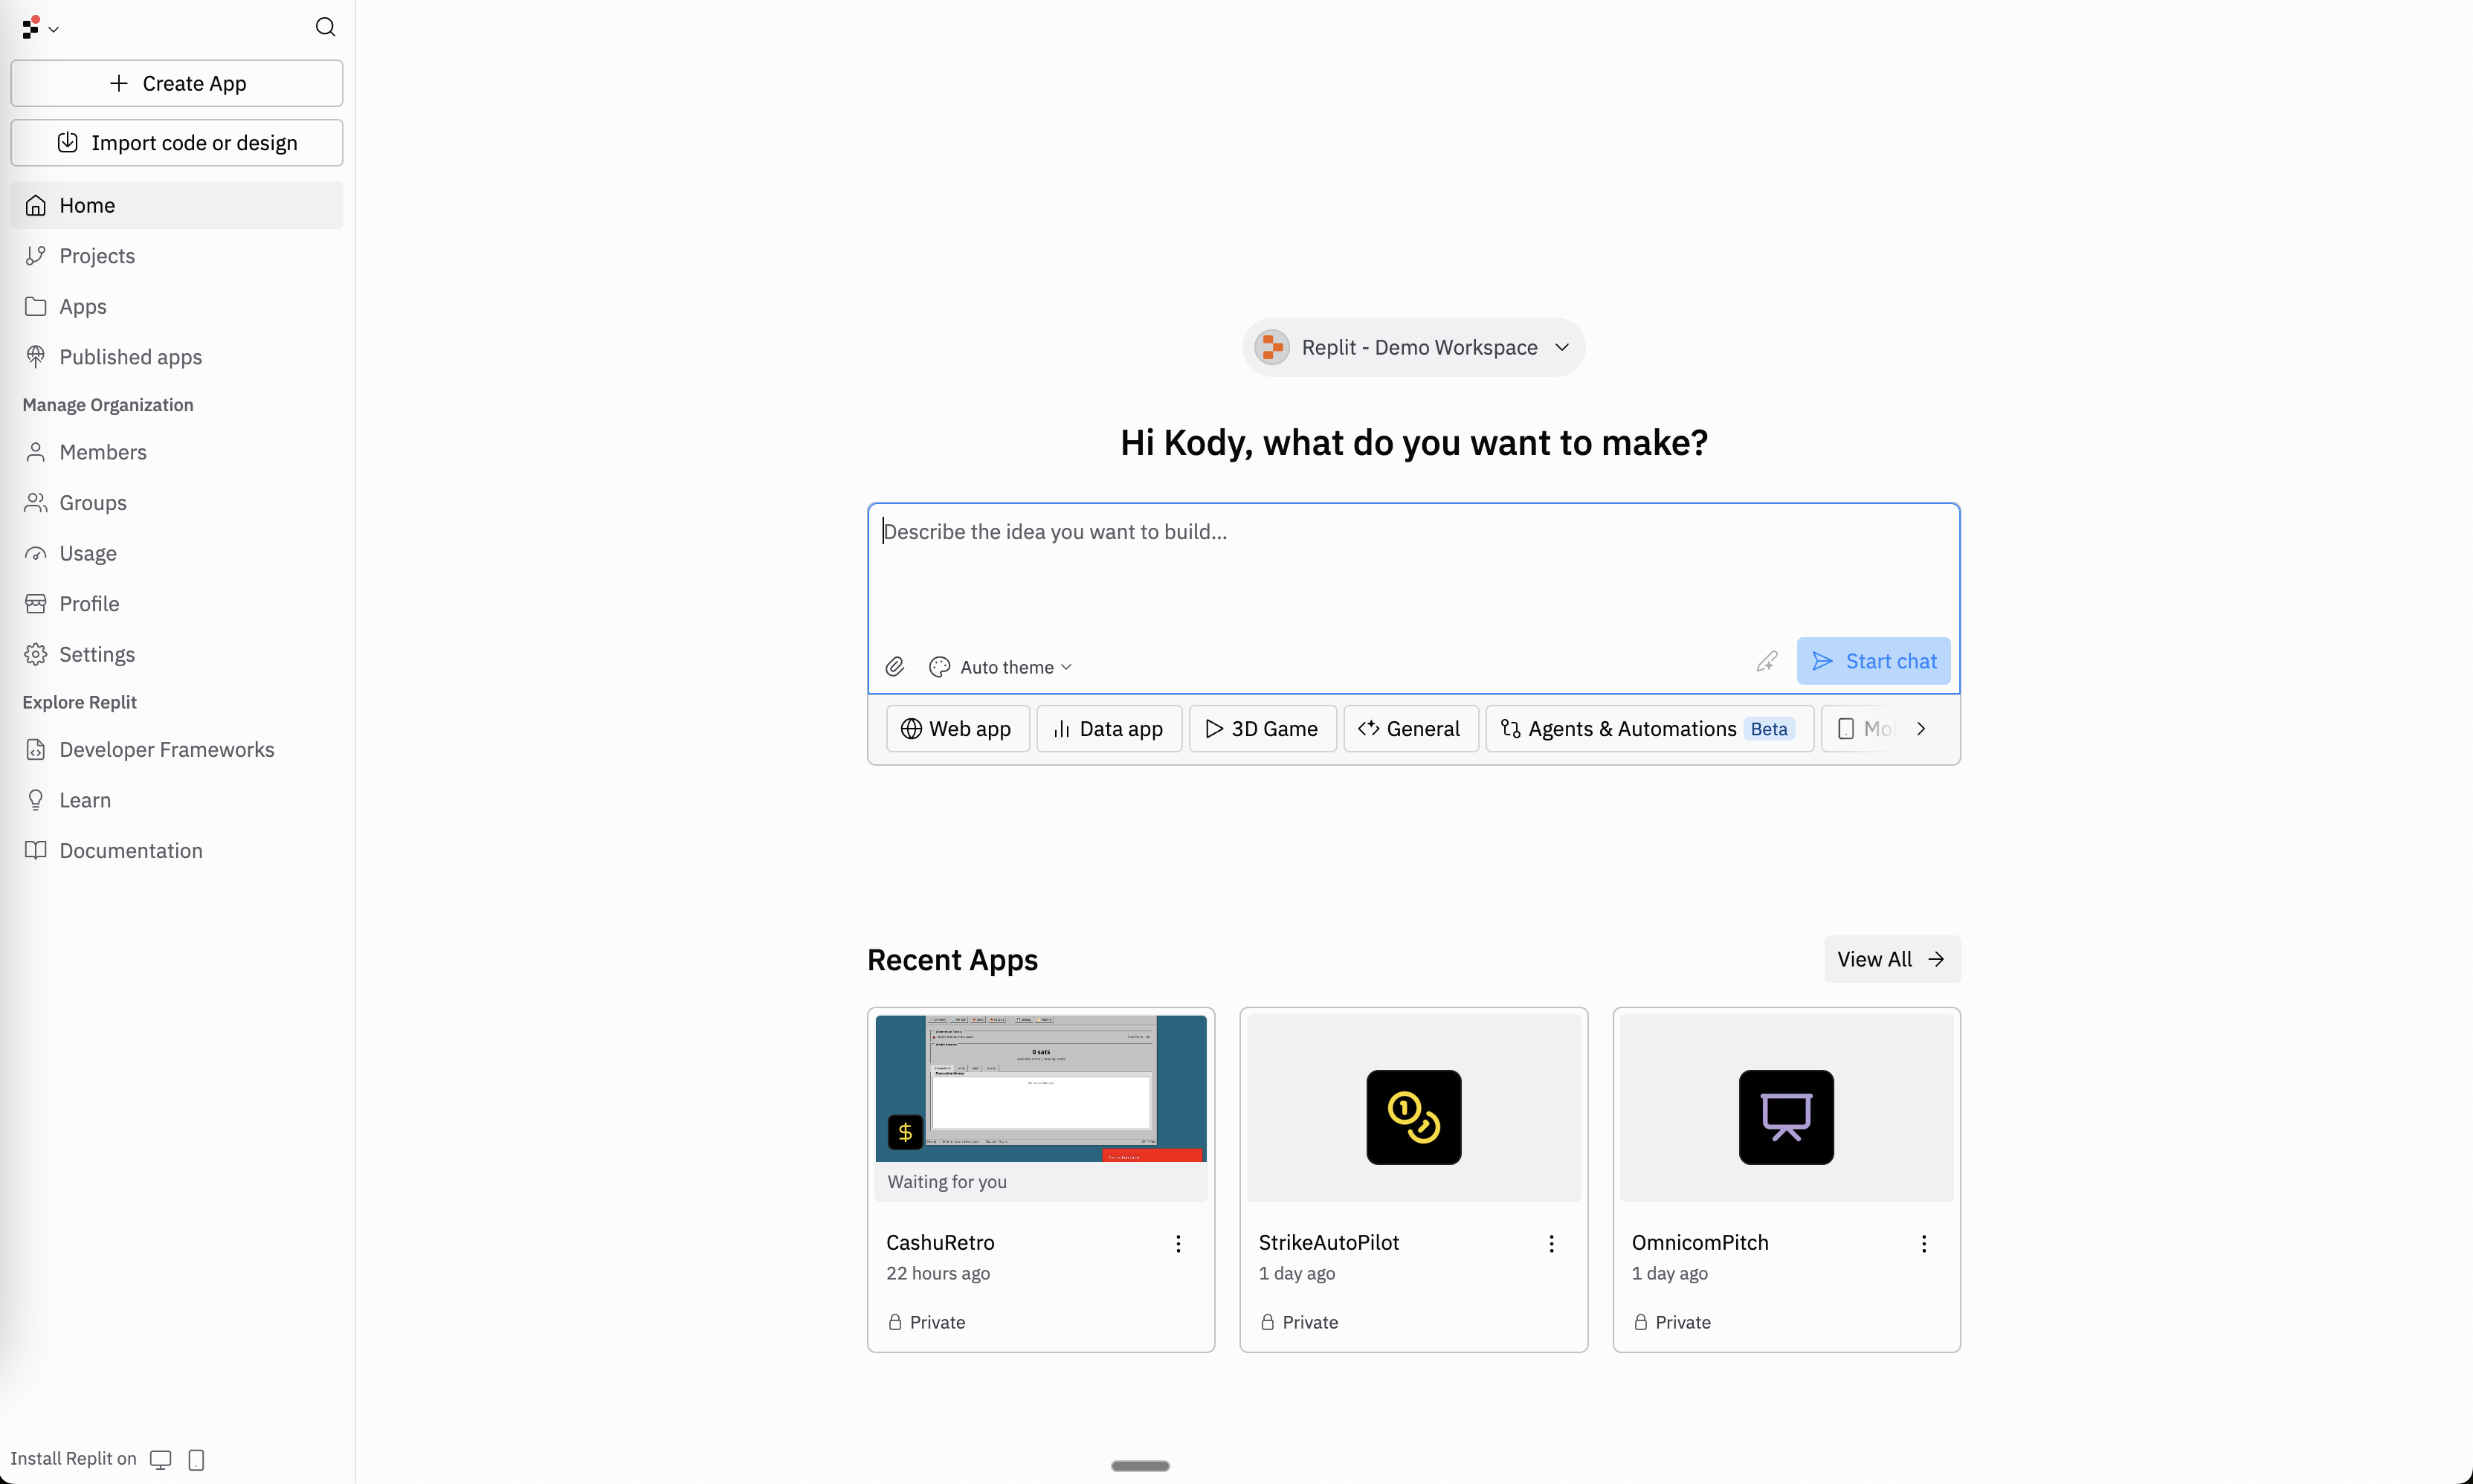 Create App
Import code or design
Home
Projects
Apps
Published apps
Manage Organization
Members
Groups
Usage
Profile
Settings
Explore Replit
Developer Frameworks
Learn
Documentation
Install Replit on
Replit - Demo Workspace
Hi Kody, what do you want to make?
Describe the idea you want to build...
Auto theme
Start chat
Web app
Data app
3D Game
General
Agents & Automations Beta
Recent Apps
View All
0 sats
Waiting for you
CashuRetro
22 hours ago
Private
StrikeAutoPilot
1 day ago
Private
OmnicomPitch
1 day ago
Private